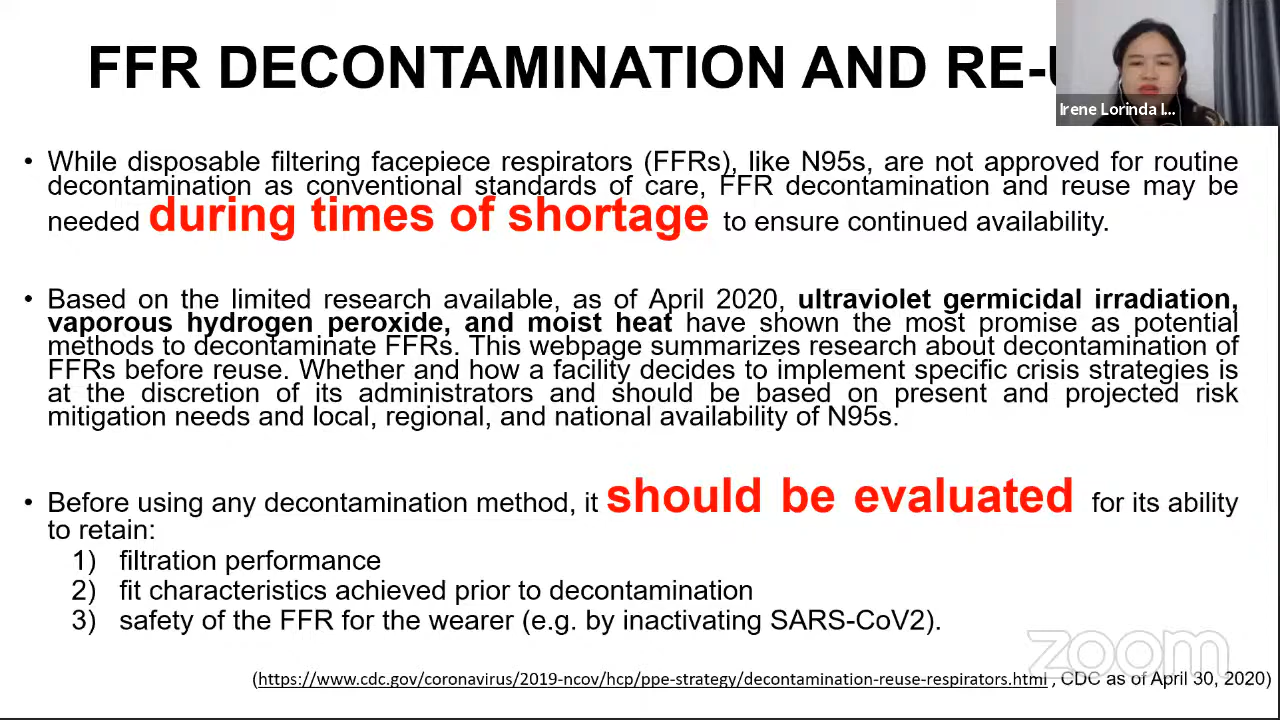 FFR DECONTAMINATION AND RE-U
Irene Lorinda I...
• While disposable filtering facepiece respirators (FFRs), like N95s, are not approved for routine
decontamination as conventional standards of care, FFR decontamination and reuse may be
needed during times of shortage to ensure continued availability.
• Based on the limited research available, as of April 2020, ultraviolet germicidal irradiation,
vaporous hydrogen peroxide, and moist heat have shown the most promise as potential
methods to decontaminate FFRs. This webpage summarizes research about decontamination of
FFRs before reuse. Whether and how a facility decides to implement specific crisis strategies is
at the discretion of its administrators and should be based on present and projected risk
mitigation needs and local, regional, and national availability of N95s.
• Before using any decontamination method, it should be evaluated for its ability
to retain:
1) filtration performance
2) fit characteristics achieved prior to decontamination
3) safety of the FFR for the wearer (e.g. by inactivating SARS-CoV2).
zoom
(https://www.cdc.gov/coronavirus/2019-ncov/hcp/ppe-strategy/decontamination-reuse-respirators.html , CDC as of April 30, 2020)